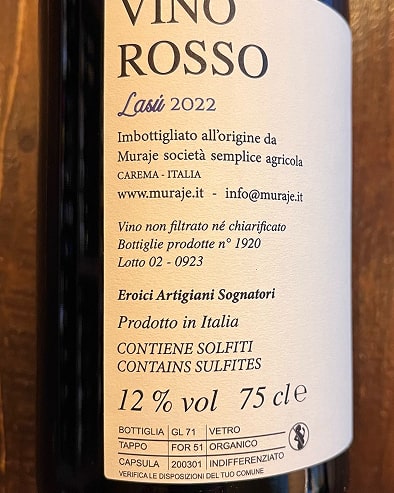 VINO
ROSSO
Lasú 2022
Imbottigliato all'origine da
Muraje società semplice agricola
CAREMA - ITALIA
www.muraje.it - info@muraje.it
Vino non filtrato né chiarificato
Bottiglie prodotte n° 1920
Lotto 02 - 0923
Eroici Artigiani Sognatori
Prodotto in Italia
CONTIENE SOLFITI
CONTAINS SULFITES
12 % vol 75 cl e
BOTTIGLIA GL 71 VETRO
TAPPO FOR 51 ORGANICO
CAPSULA 200301 INDIFFERENZIATO
VERIFICA LE DISPOSIZIONI DEL TUO COMUNE